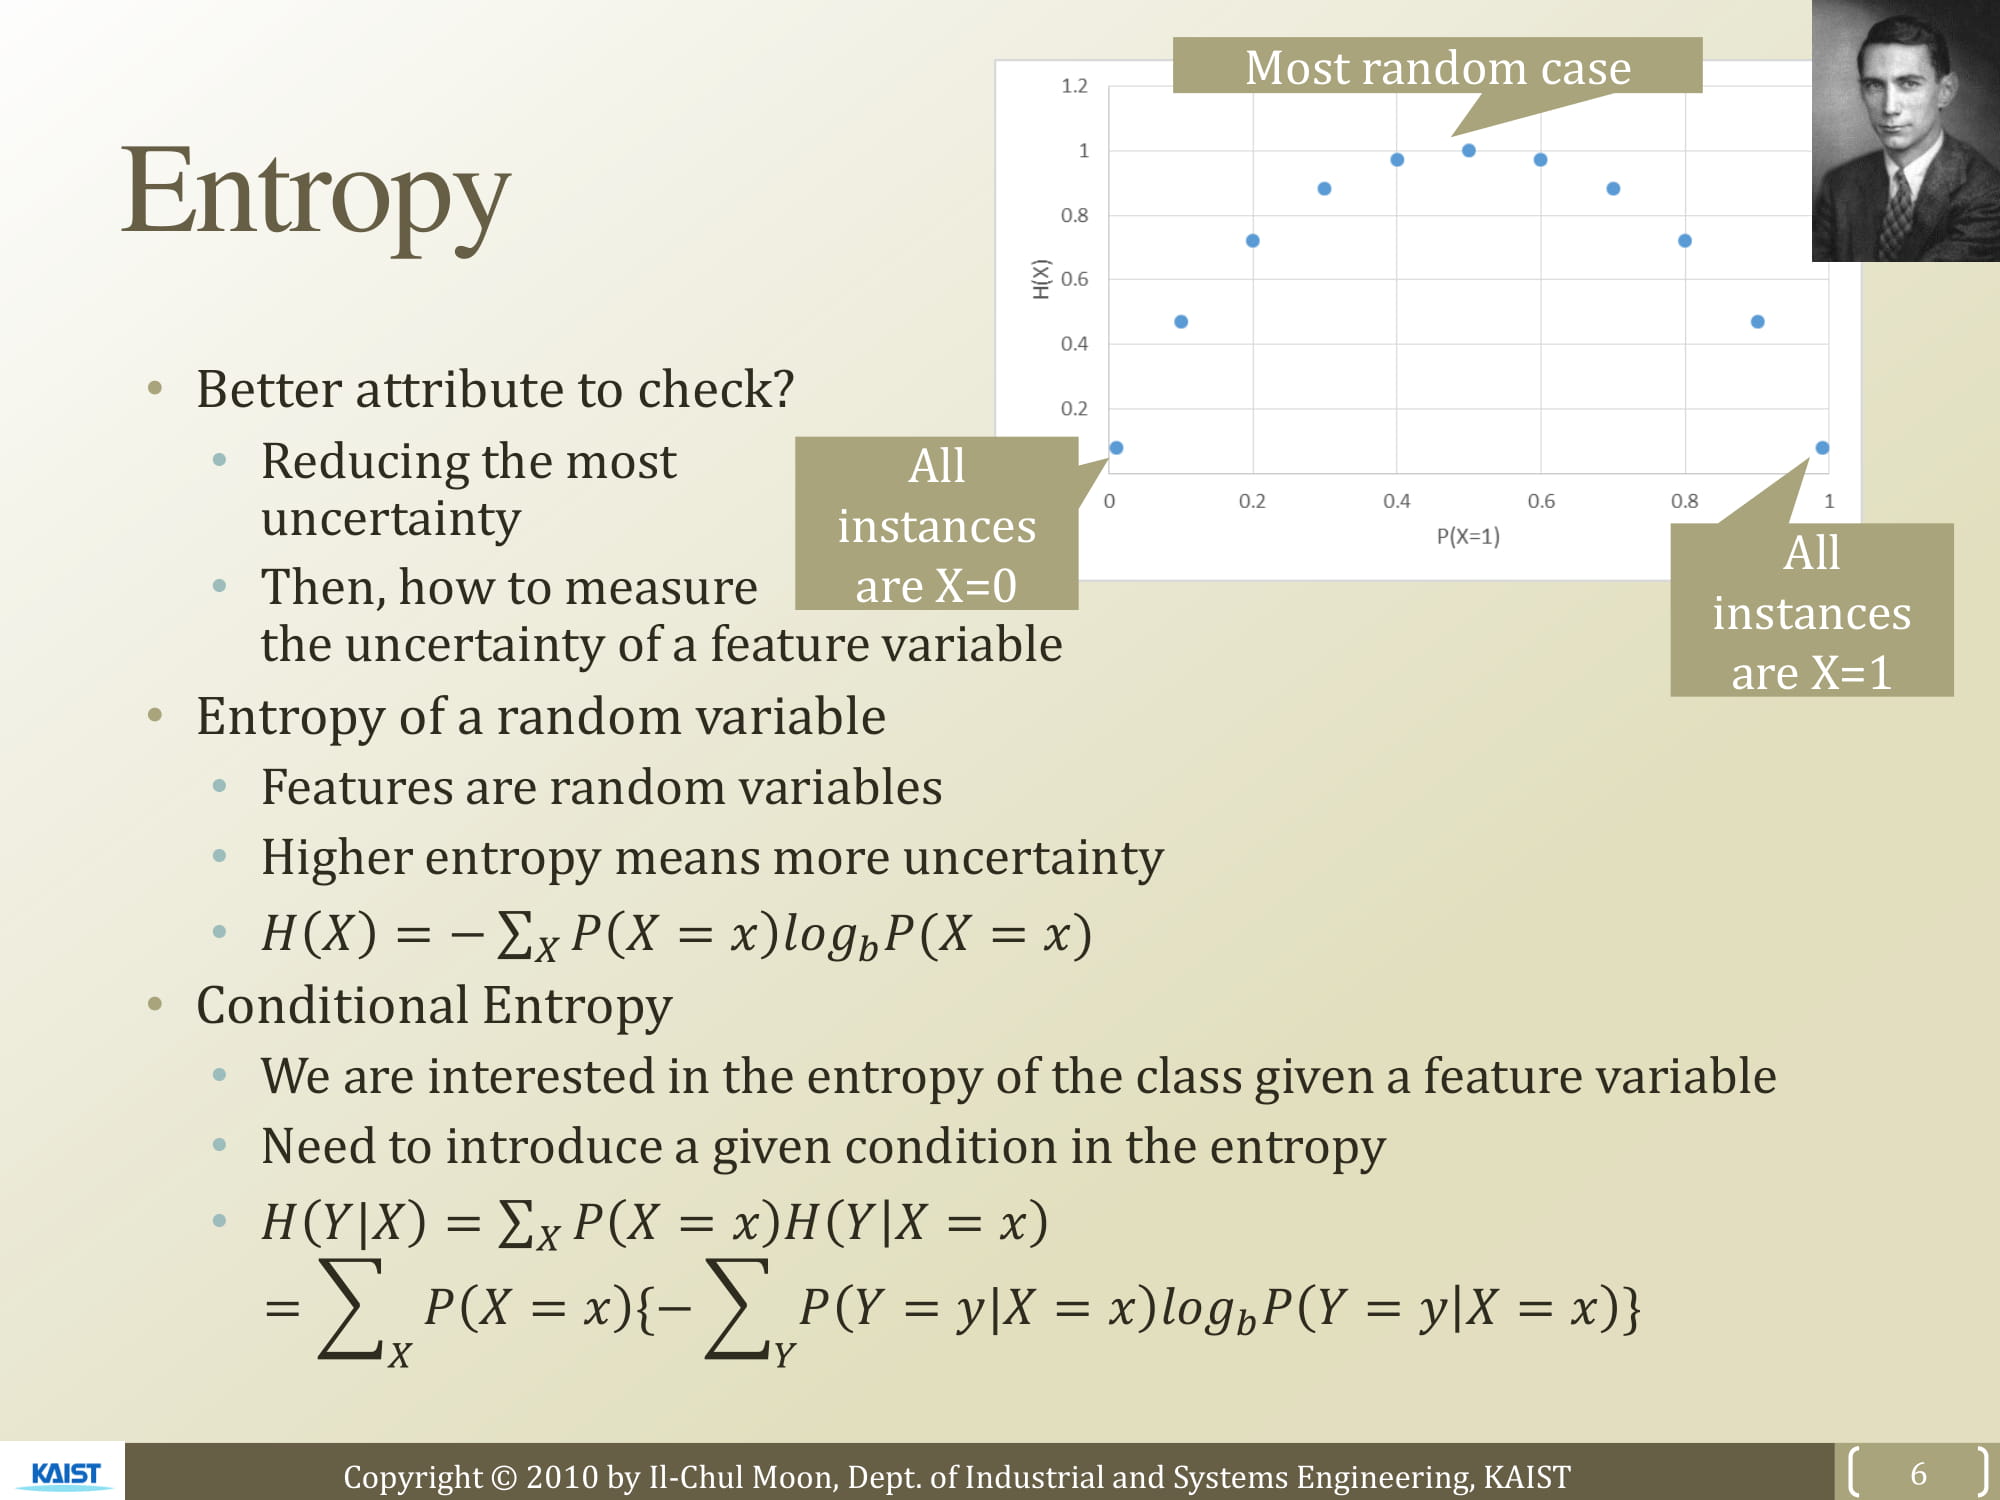 Entropy
Most random case
1.2
1
0.8
0.6
0.4
0.2
H(X)
0
0.2
0.4
0.6
0.8
1
P(X=1)
All
instances
are X=0
All
instances
are X=1
• Better attribute to check?
• Reducing the most
uncertainty
• Then, how to measure
the uncertainty of a feature variable
• Entropy of a random variable
• Features are random variables
• Higher entropy means more uncertainty
• H(X) = − ∑_X P(X = x)log_b P(X = x)
• Conditional Entropy
• We are interested in the entropy of the class given a feature variable
• Need to introduce a given condition in the entropy
• H(Y|X) = ∑_X P(X = x)H(Y|X = x)
= ∑_X P(X = x){− ∑_Y P(Y = y|X = x)log_b P(Y = y|X = x)}
KAIST
Copyright © 2010 by Il-Chul Moon, Dept. of Industrial and Systems Engineering, KAIST
6